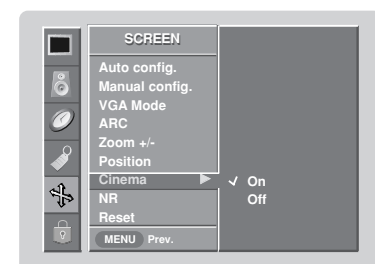 SCREEN
Auto config.
Manual config.
VGA Mode
ARC
Zoom +/-
Position
Cinema
✓ On
NR
Off
Reset
MENU Prev.